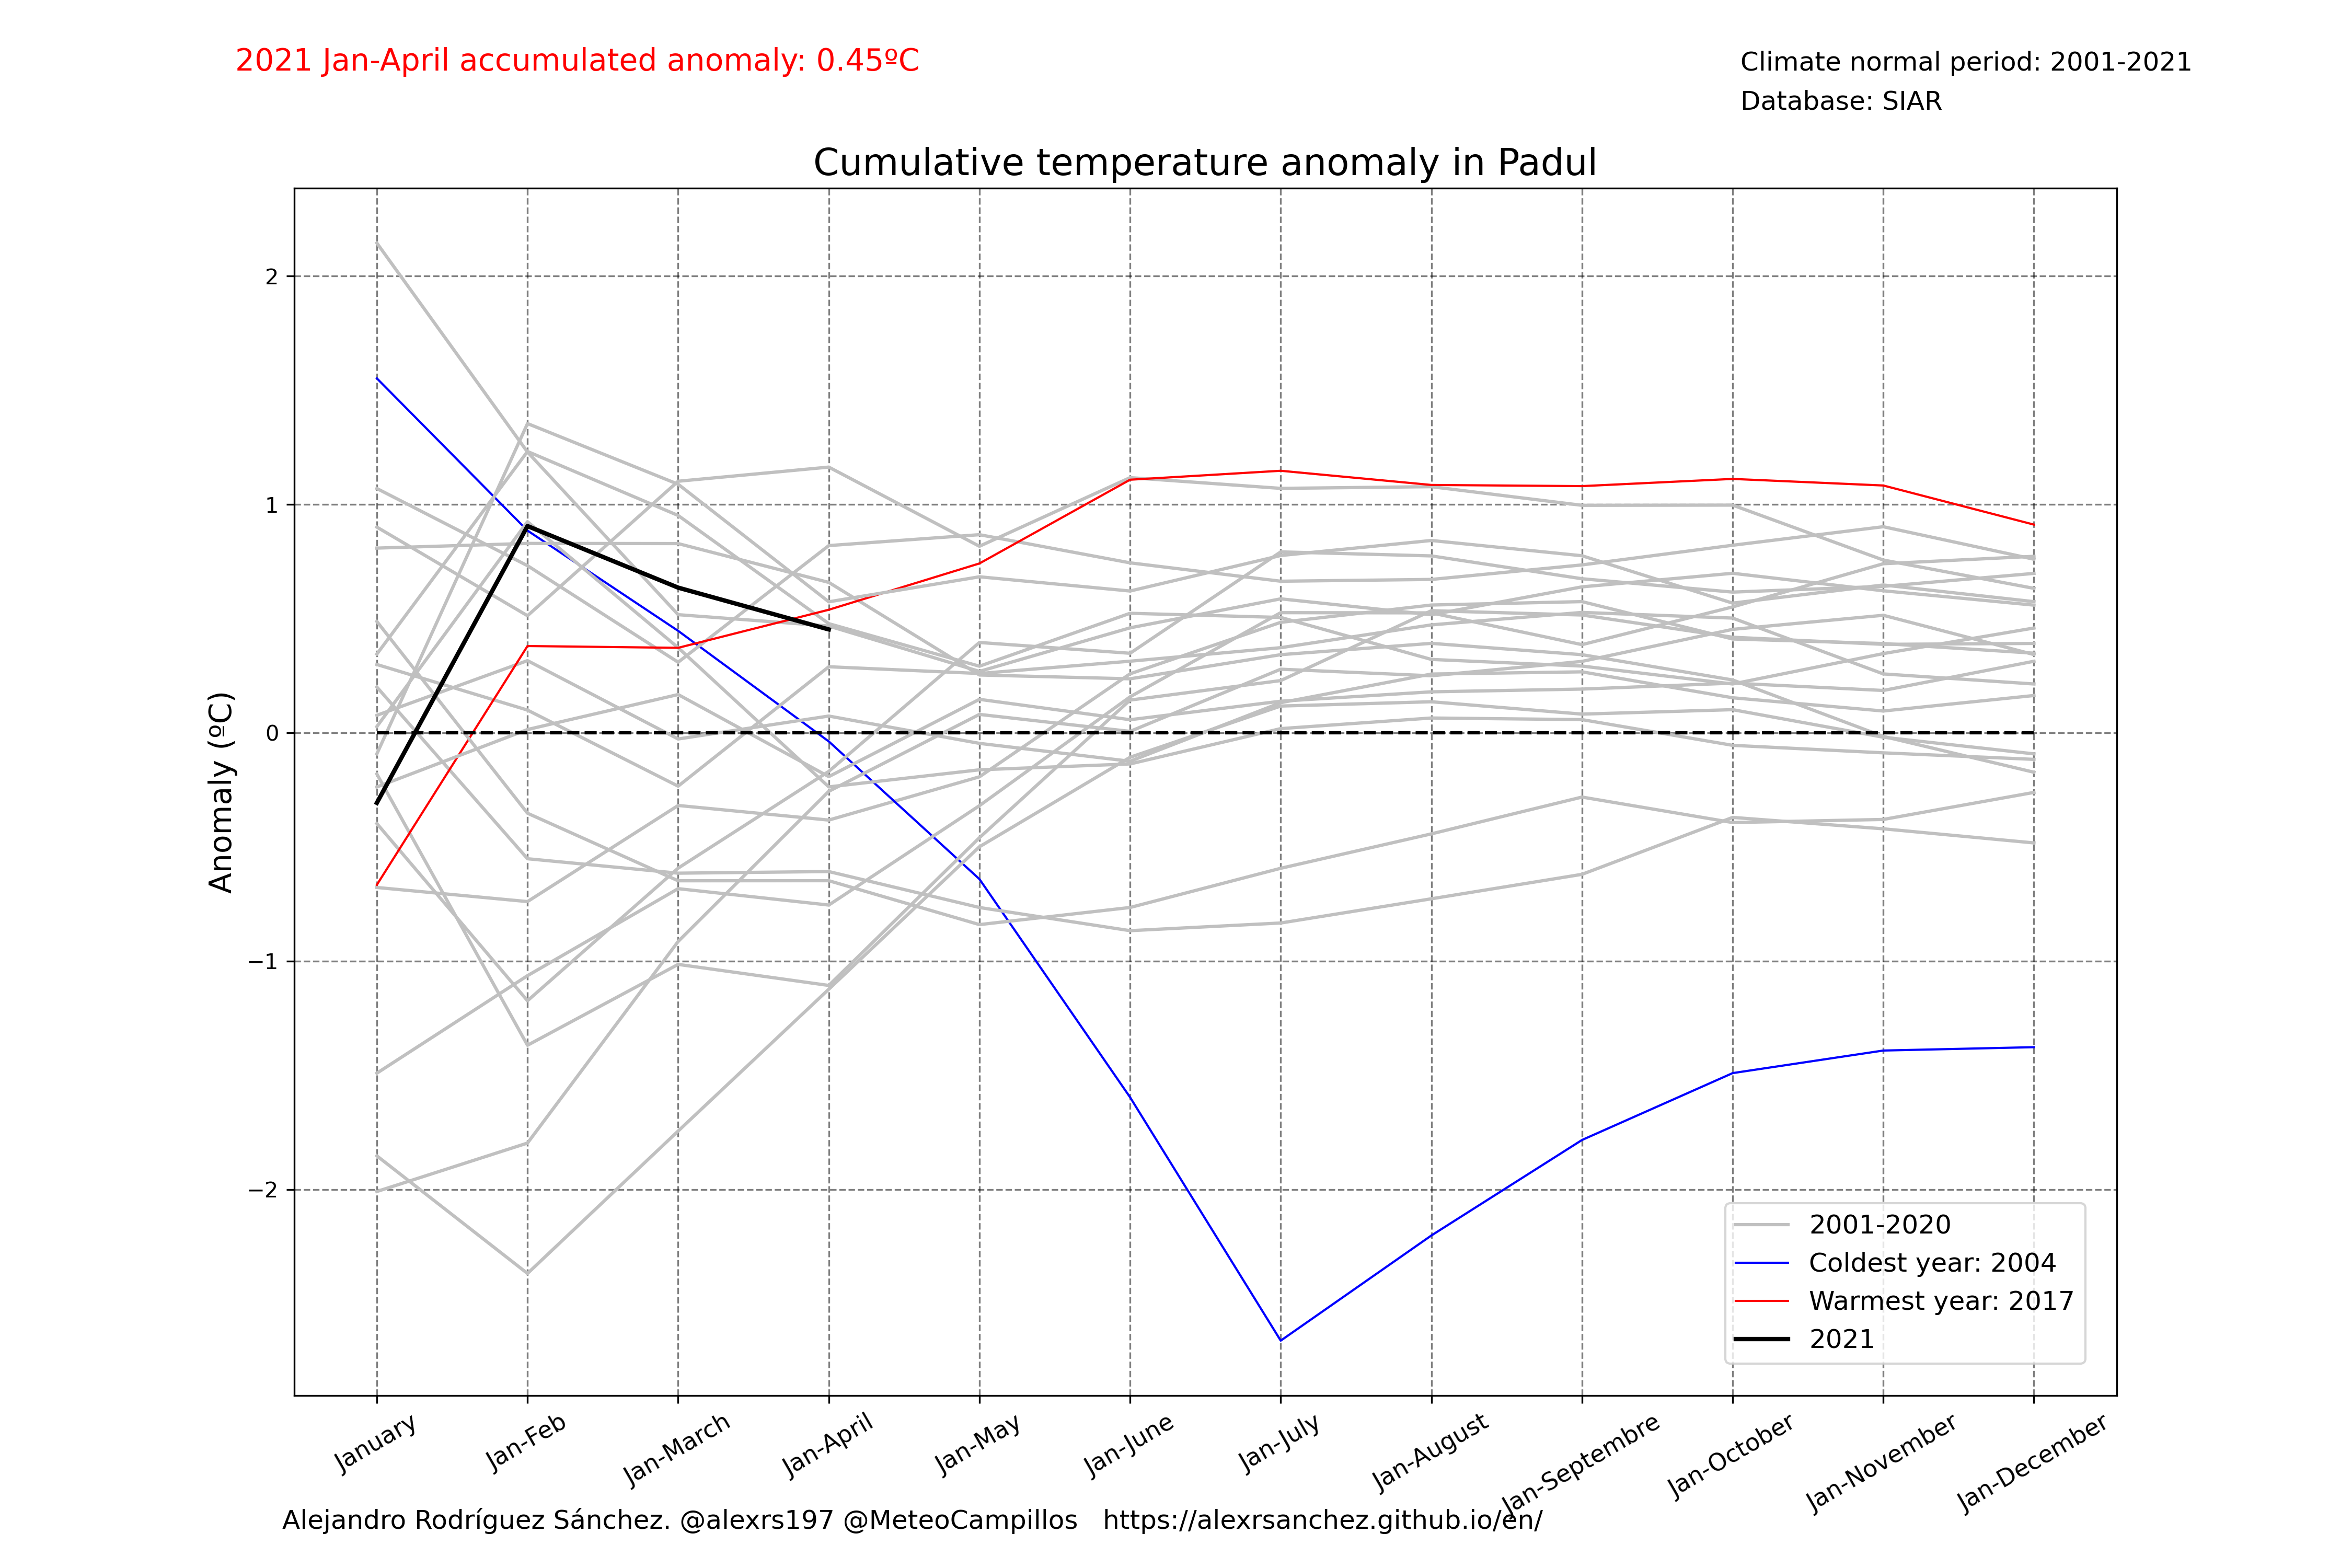 2021 Jan-April accumulated anomaly: 0.45ºC
Climate normal period: 2001-2021
Database: SIAR
Cumulative temperature anomaly in Padul
Anomaly (ºC)
2
1
0
−1
−2
2001-2020
Coldest year: 2004
Warmest year: 2017
2021
January
Jan-Feb
Jan-March
Jan-April
Jan-May
Jan-June
Jan-July
Jan-August
Jan-Septembre
Jan-October
Jan-November
Jan-December
Alejandro Rodríguez Sánchez. @alexrs197 @MeteoCampillos   https://alexrsanchez.github.io/en/